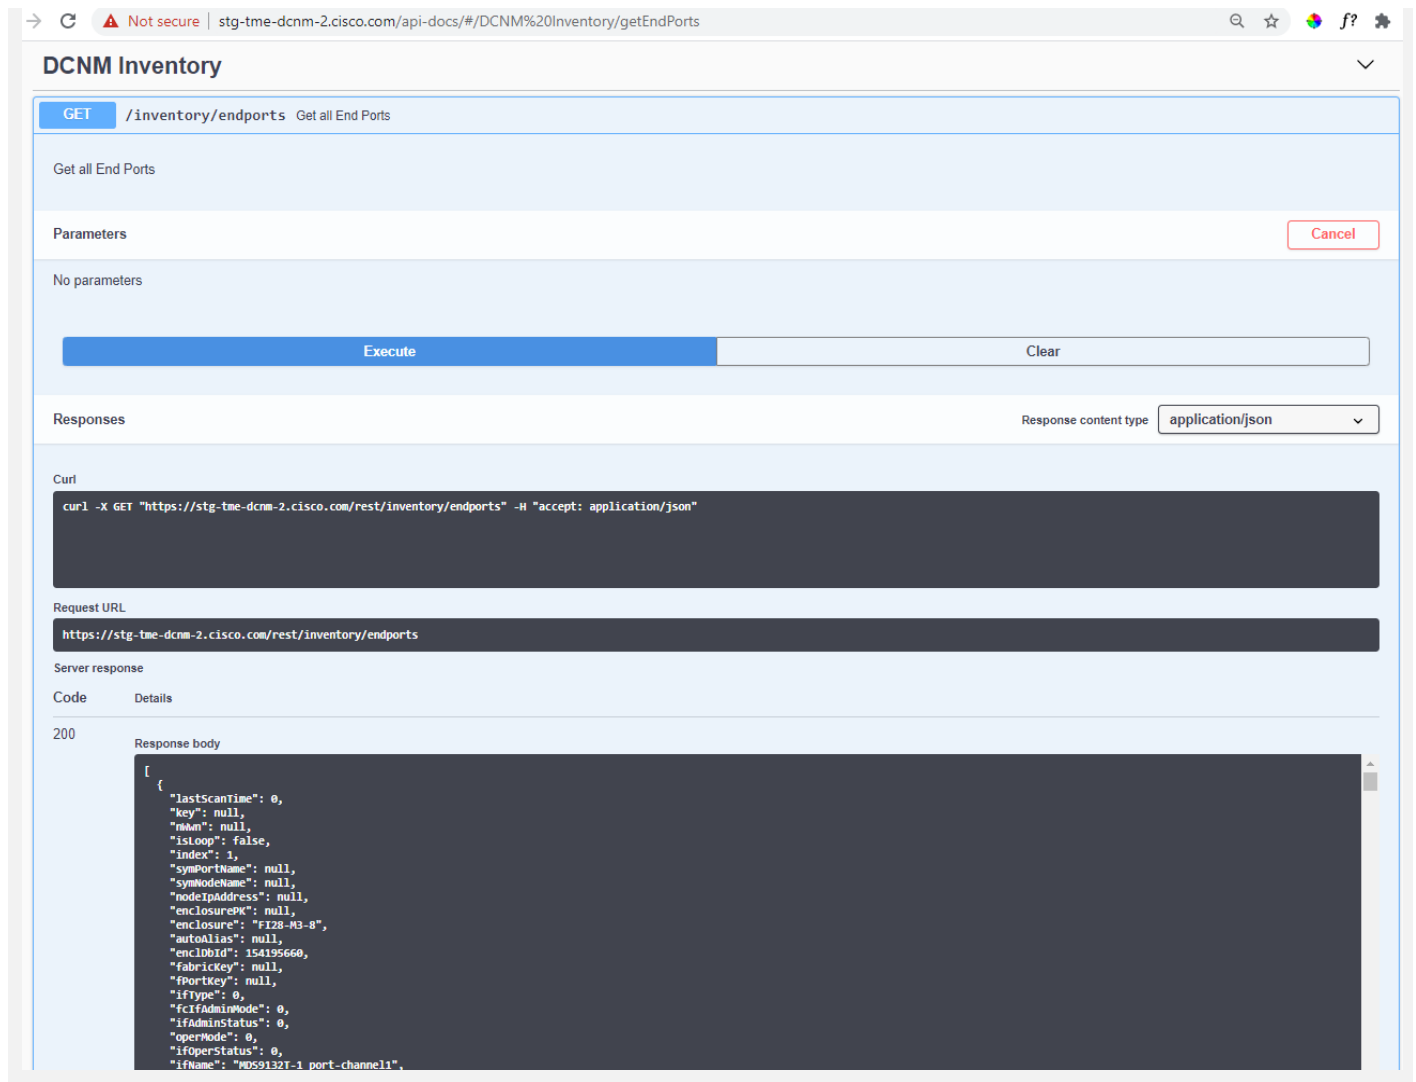 Not secure | stg-tme-dcnm-2.cisco.com/api-docs/#/DCNM%20Inventory/getEndPorts
f?
DCNM Inventory
GET /inventory/endports Get all End Ports
Get all End Ports
Parameters
Cancel
No parameters
Execute
Clear
Responses
Response content type application/json
Curl
curl -X GET "https://stg-tme-dcnm-2.cisco.com/rest/inventory/endports" -H "accept: application/json"
Request URL
https://stg-tme-dcnm-2.cisco.com/rest/inventory/endports
Server response
Code Details
200
Response body
[
{
"lastScanTime": 0,
"key": null,
"nWwn": null,
"isLoop": false,
"index": 1,
"symPortName": null,
"symNodeName": null,
"nodeIpAddress": null,
"enclosurePK": null,
"enclosure": "FI28-M3-8",
"autoAlias": null,
"enclDbId": 154195660,
"fabricKey": null,
"fPortKey": null,
"ifType": 0,
"fcIfAdminMode": 0,
"ifAdminStatus": 0,
"operMode": 0,
"ifOperStatus": 0,
"ifName": "MDS9132T-1 port-channel1",